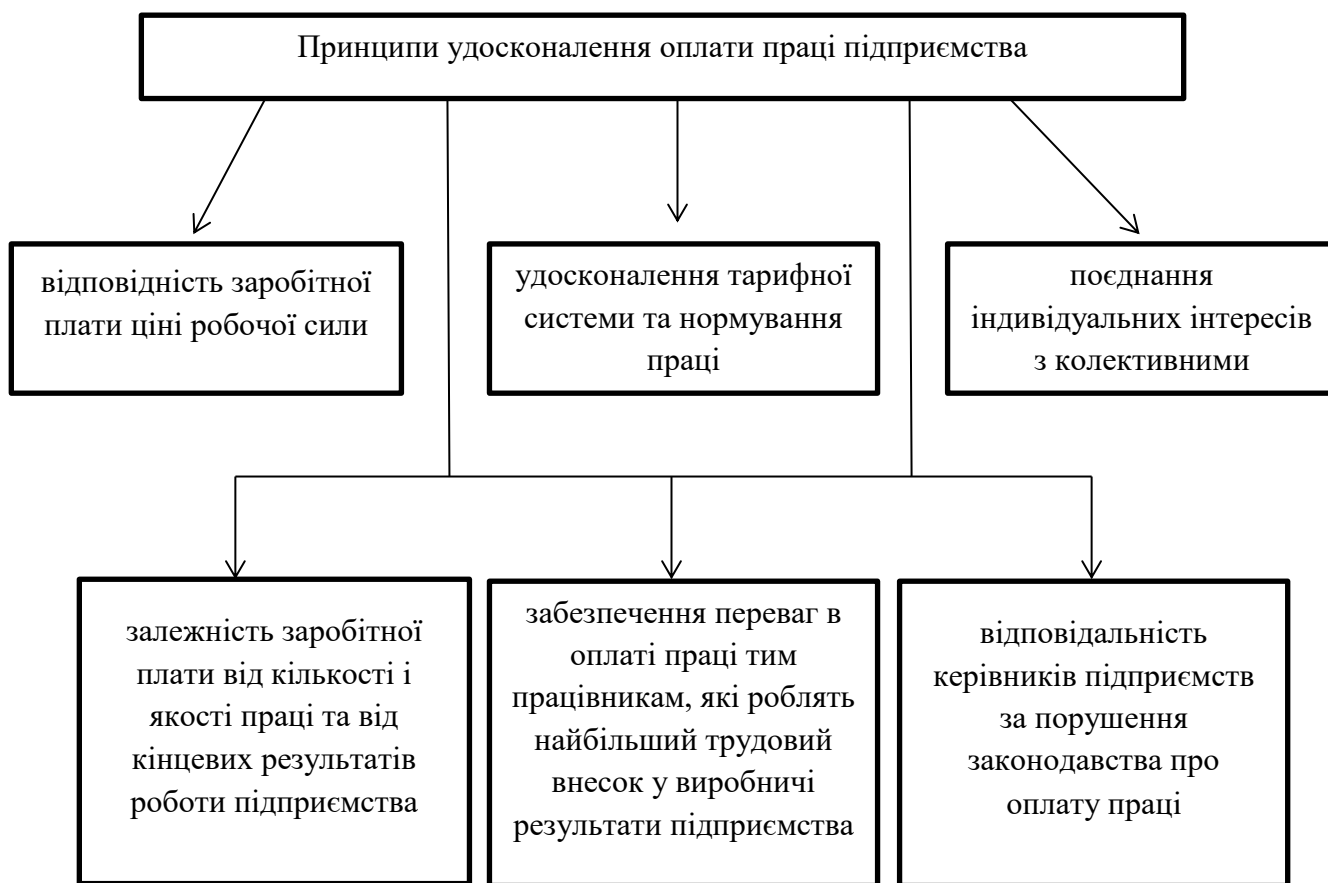 Принципи удосконалення оплати праці підприємства
відповідність заробітної
плати ціні робочої сили
удосконалення тарифної
системи та нормування
праці
поєднання
індивідуальних інтересів
з колективними
залежність заробітної
плати від кількості і
якості праці та від
кінцевих результатів
роботи підприємства
забезпечення переваг в
оплаті праці тим
працівникам, які роблять
найбільший трудовий
внесок у виробничі
результати підприємства
відповідальність
керівників підприємств
за порушення
законодавства про
оплату праці